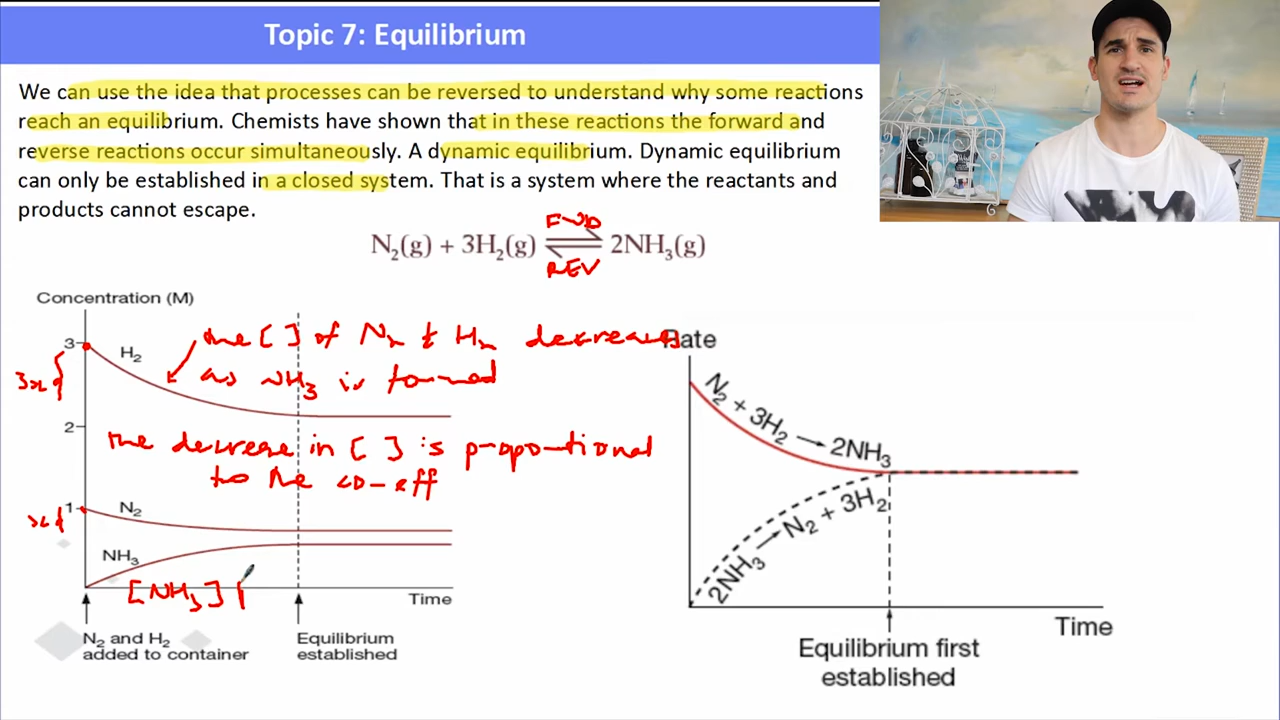 Topic 7: Equilibrium
We can use the idea that processes can be reversed to understand why some reactions
reach an equilibrium. Chemists have shown that in these reactions the forward and
reverse reactions occur simultaneously. A dynamic equilibrium. Dynamic equilibrium
can only be established in a closed system. That is a system where the reactants and
products cannot escape.
FWD
N₂(g) + 3H₂(g) ⇌ 2NH₃(g)
REV
Concentration (M)
3
H₂
the [ ] of N₂ & H₂ decreases
as NH₃ is formed
3x
2
the decrease in [ ] is proportional
to the co-eff
1
N₂
x
NH₃
[NH₃]
Time
N₂ and H₂
added to container
Equilibrium
established
Rate
N₂ + 3H₂ → 2NH₃
2NH₃ → N₂ + 3H₂
Time
Equilibrium first
established